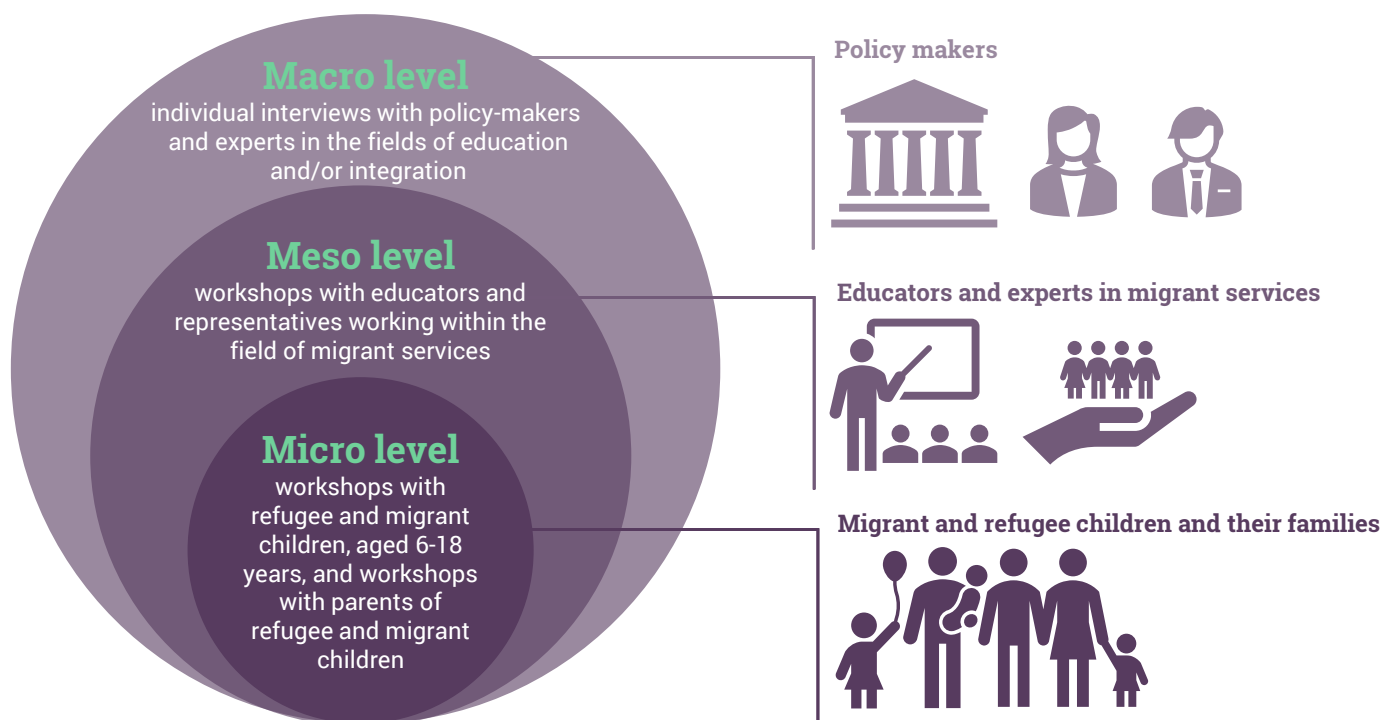 Macro level
individual interviews with policy-makers
and experts in the fields of education
and/or integration
Policy makers
Meso level
workshops with educators and
representatives working within the
field of migrant services
Educators and experts in migrant services
Micro level
workshops with
refugee and migrant
children, aged 6-18
years, and workshops
with parents of
refugee and migrant
children
Migrant and refugee children and their families